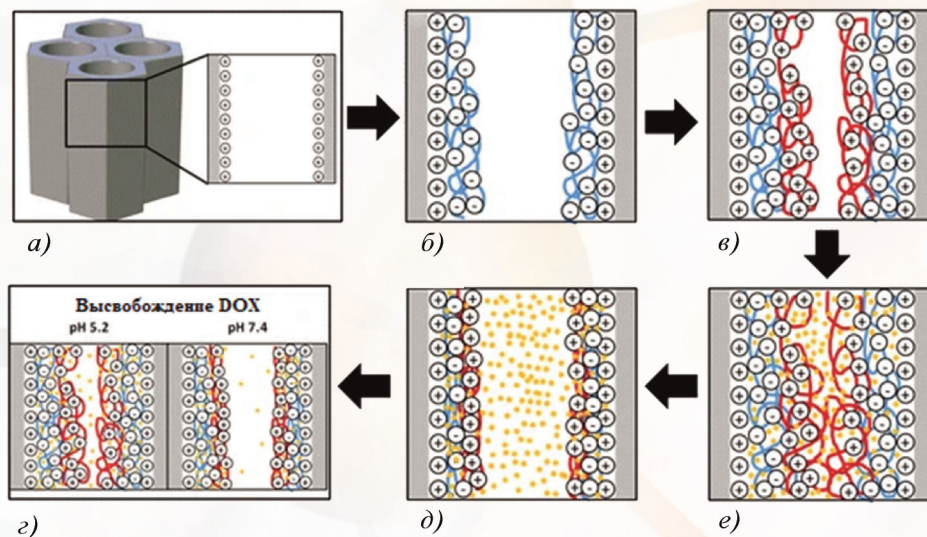 а)
б)
в)
Высвобождение DOX
pH 5.2
pH 7.4
г)
д)
е)